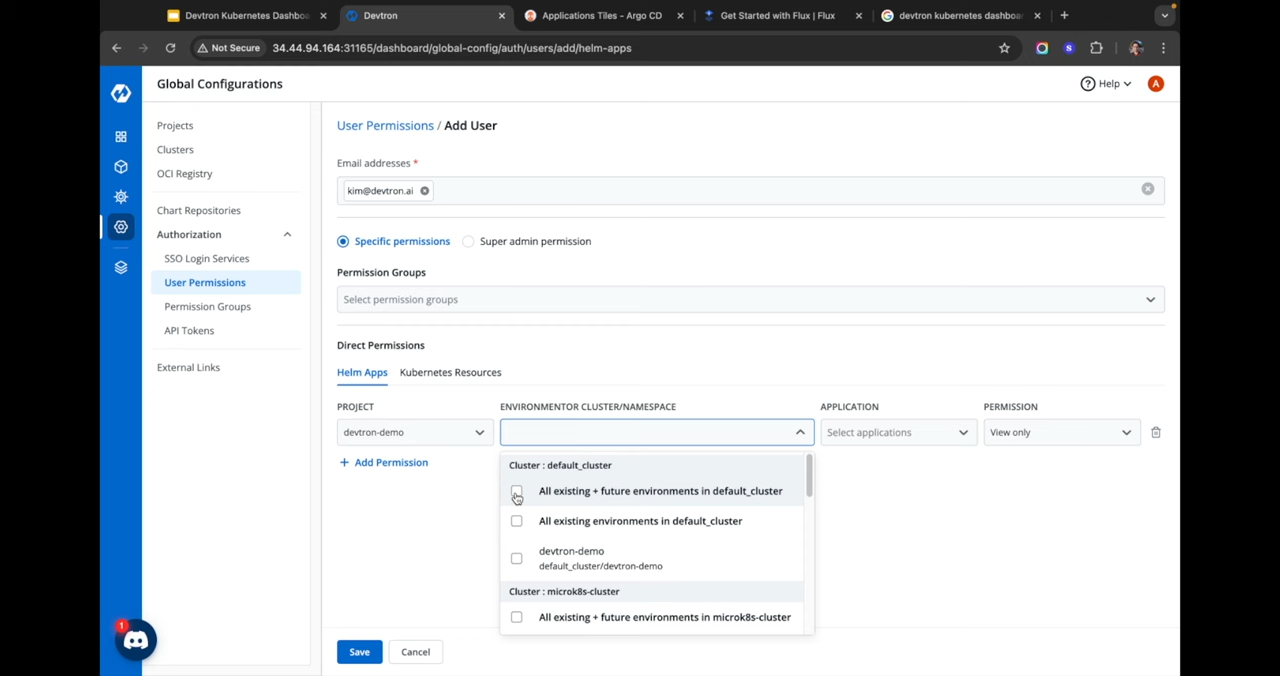 Devtron Kubernetes Dashbo
Devtron
Applications Tiles - Argo CD
Get Started with Flux | Flux
devtron kubernetes dashboa
Not Secure
34.44.94.164:31165/dashboard/global-config/auth/users/add/helm-apps
Global Configurations
Help
A
Projects
Clusters
OCI Registry
Chart Repositories
Authorization
SSO Login Services
User Permissions
Permission Groups
API Tokens
External Links
User Permissions / Add User
Email addresses *
kim@devtron.ai
Specific permissions
Super admin permission
Permission Groups
Select permission groups
Direct Permissions
Helm Apps
Kubernetes Resources
PROJECT
ENVIRONMENTOR CLUSTER/NAMESPACE
APPLICATION
PERMISSION
devtron-demo
Select applications
View only
+ Add Permission
Cluster : default_cluster
All existing + future environments in default_cluster
All existing environments in default_cluster
devtron-demo
default_cluster/devtron-demo
Cluster : microk8s-cluster
All existing + future environments in microk8s-cluster
1
Save
Cancel